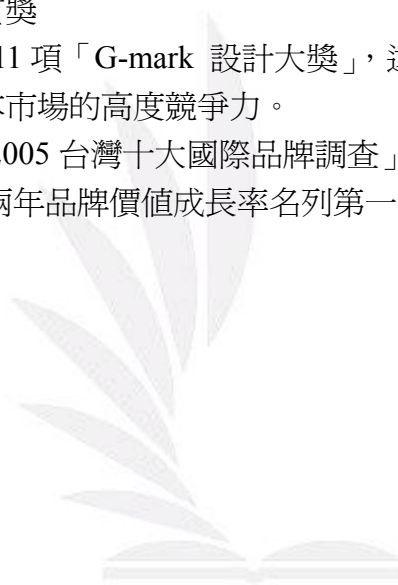 獎
11 項「G-mark 設計大獎」，
市場的高度競爭力。
2005 台灣十大國際品牌調查」
兩年品牌價值成長率名列第一